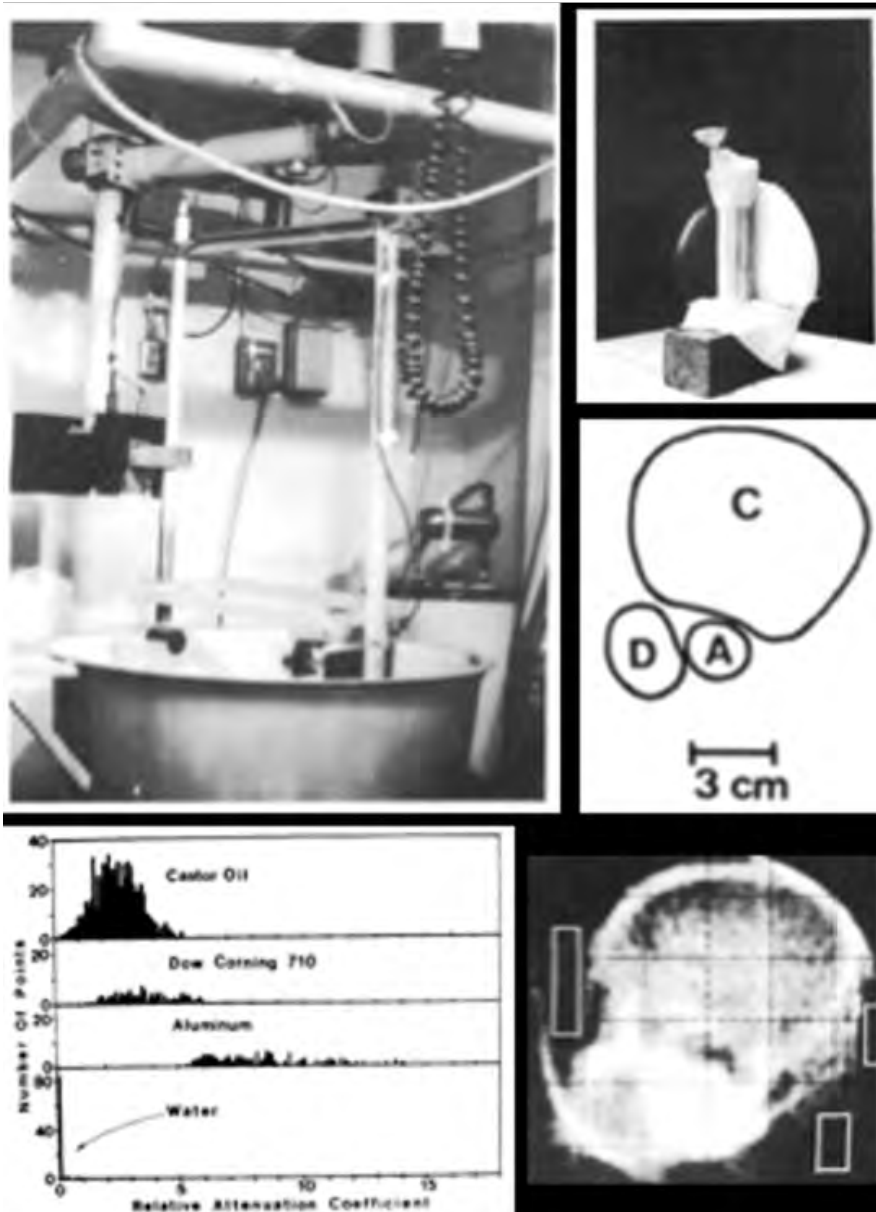 C
D
A
3 cm
Number Of Points
40
20
0
Castor Oil
20
0
Dow Corning 710
20
0
Aluminum
80
40
0
Water
0
5
10
15
Relative Attenuation Coefficient